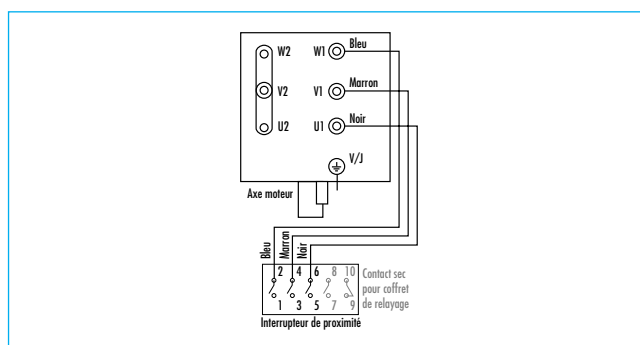 W2 W1 Bleu
V2 V1 Marron
U2 U1 Noir
V/J
Axe moteur
Bleu
Marron
Noir
2 4 6 8 10
1 3 5 7 9
Contact sec
pour coffret
de relayage
Interrupteur de proximité